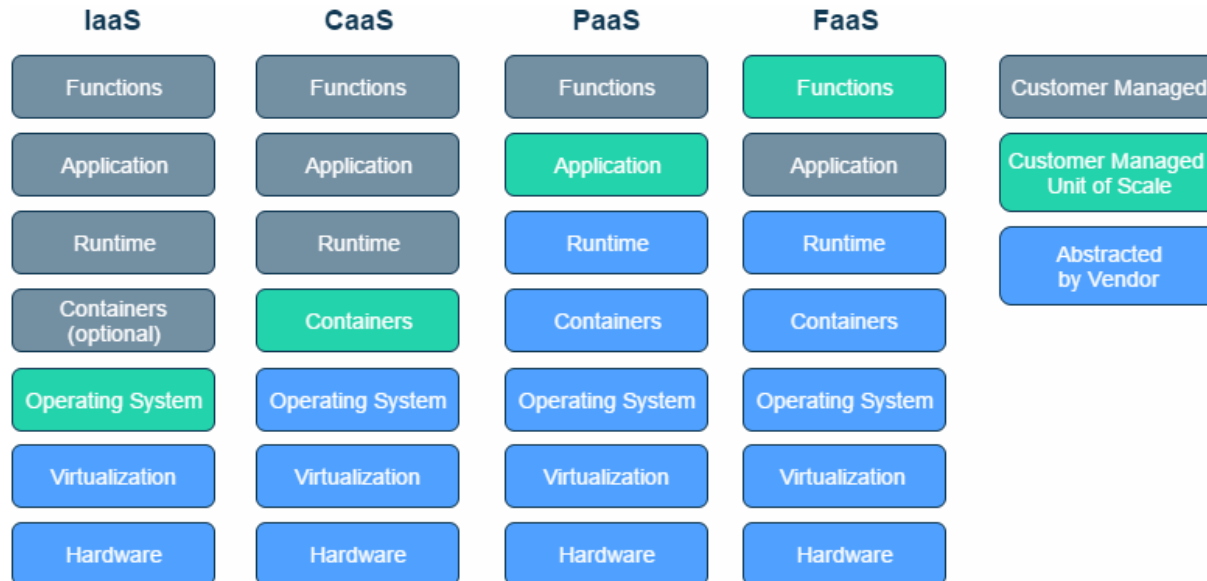 IaaS
CaaS
PaaS
FaaS
Functions
Functions
Functions
Functions
Customer Managed
Application
Application
Application
Application
Customer Managed
Unit of Scale
Runtime
Runtime
Runtime
Runtime
Abstracted
by Vendor
Containers
(optional)
Containers
Containers
Containers
Operating System
Operating System
Operating System
Operating System
Virtualization
Virtualization
Virtualization
Virtualization
Hardware
Hardware
Hardware
Hardware